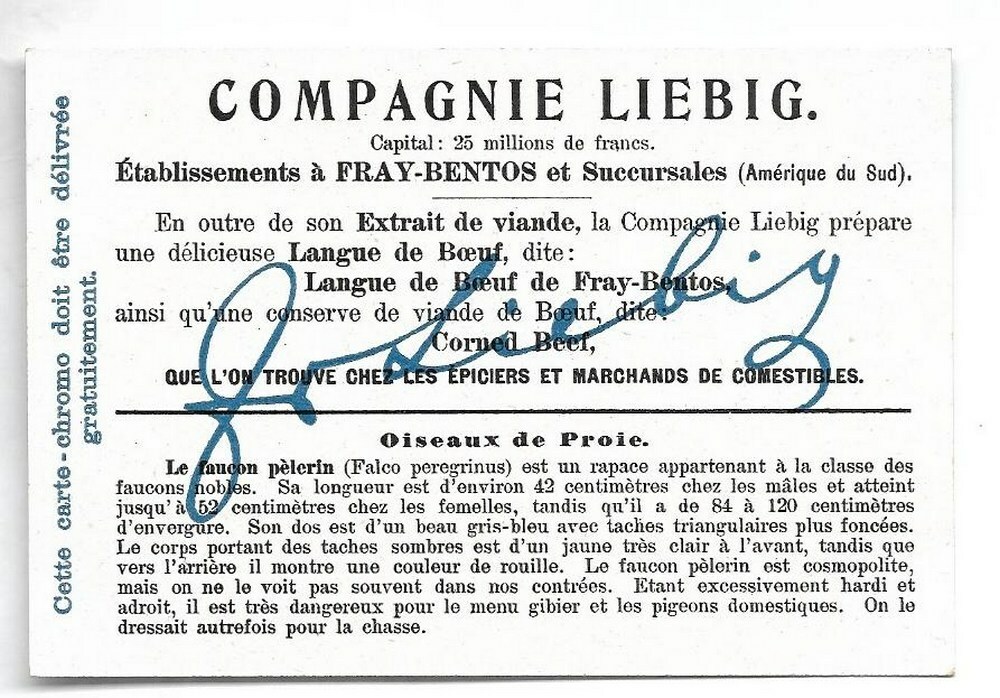 COMPAGNIE LIEBIG.
Capital: 25 millions de francs.
Établissements à FRAY-BENTOS et Succursales (Amérique du Sud).
En outre de son Extrait de viande, la Compagnie Liebig prépare
une délicieuse Langue de Bœuf, dite:
Langue de Bœuf de Fray-Bentos,
ainsi qu'une conserve de viande de Bœuf, dite:
Corned Beef,
QUE L'ON TROUVE CHEZ LES ÉPICIERS ET MARCHANDS DE COMESTIBLES.
J v Liebig
Oiseaux de Proie.
Le faucon pèlerin (Falco peregrinus) est un rapace appartenant à la classe des
faucons nobles. Sa longueur est d'environ 42 centimètres chez les mâles et atteint
jusqu'à 52 centimètres chez les femelles, tandis qu'il a de 84 à 120 centimètres
d'envergure. Son dos est d'un beau gris-bleu avec taches triangulaires plus foncées.
Le corps portant des taches sombres est d'un jaune très clair à l'avant, tandis que
vers l'arrière il montre une couleur de rouille. Le faucon pèlerin est cosmopolite,
mais on ne le voit pas souvent dans nos contrées. Etant excessivement hardi et
adroit, il est très dangereux pour le menu gibier et les pigeons domestiques. On le
dressait autrefois pour la chasse.
Cette carte-chromo doit être délivrée
gratuitement.